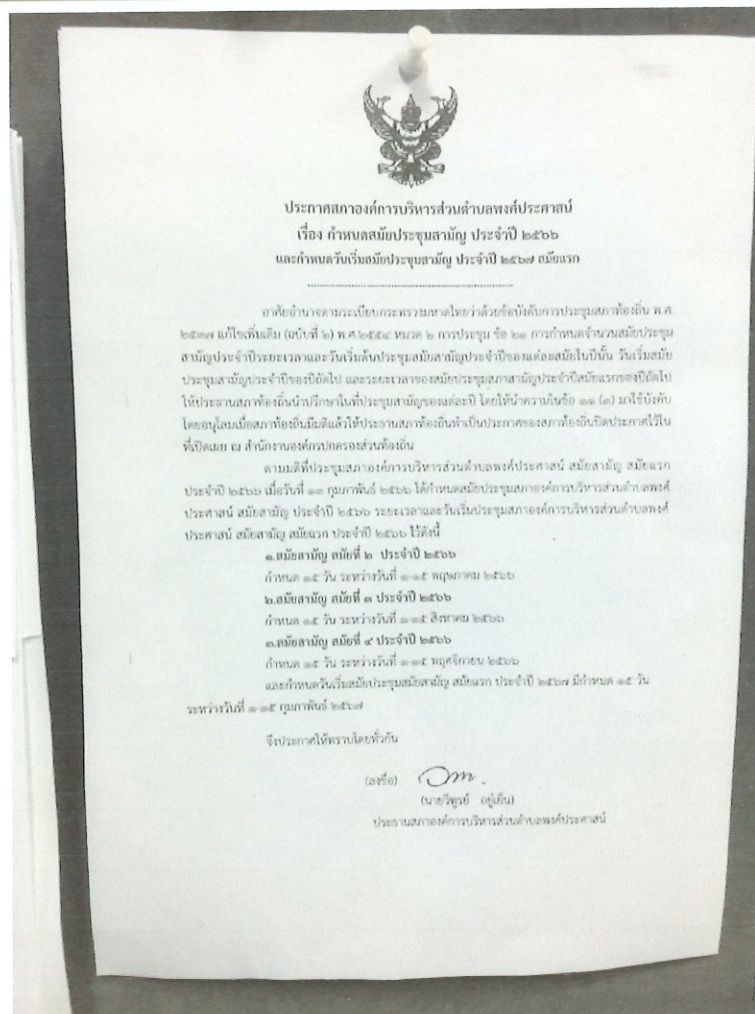 ประกาศสภาองค์การบริหารส่วนตำบลพงศ์ประศาสน์
เรื่อง กำหนดสมัยประชุมสามัญ ประจำปี ๒๕๖๖
และกำหนดวันเริ่มสมัยประชุมสามัญ ประจำปี ๒๕๖๗ สมัยแรก
อาศัยอำนาจตามระเบียบกระทรวงมหาดไทยว่าด้วยข้อบังคับการประชุมสภาท้องถิ่น พ.ศ.
๒๕๔๗ แก้ไขเพิ่มเติม (ฉบับที่ ๒) พ.ศ.๒๕๕๔ หมวด ๒ การประชุม ข้อ ๒๑ การกำหนดจำนวนสมัยประชุม
สามัญประจำปีระยะเวลาและวันเริ่มต้นประชุมสมัยสามัญประจำปีของแต่ละสมัยในปีนั้น วันเริ่มสมัย
ประชุมสามัญประจำปีของปีถัดไป และระยะเวลาของสมัยประชุมสภาสามัญประจำปีสมัยแรกของปีถัดไป
ให้ประธานสภาท้องถิ่นนำปรึกษาในที่ประชุมสามัญของแต่ละปี โดยให้นำความในข้อ ๑๑ (๓) มาใช้บังคับ
โดยอนุโลมเมื่อสภาท้องถิ่นมีมติแล้วให้ประธานสภาท้องถิ่นทำเป็นประกาศของสภาท้องถิ่นปิดประกาศไว้ใน
ที่เปิดเผย ณ สำนักงานองค์กรปกครองส่วนท้องถิ่น
ตามมติที่ประชุมสภาองค์การบริหารส่วนตำบลพงศ์ประศาสน์ สมัยสามัญ สมัยแรก
ประจำปี ๒๕๖๖ เมื่อวันที่ ๑๓ กุมภาพันธ์ ๒๕๖๖ ได้กำหนดสมัยประชุมสภาองค์การบริหารส่วนตำบลพงศ์
ประศาสน์ สมัยสามัญ ประจำปี ๒๕๖๖ ระยะเวลาและวันเริ่มประชุมสภาองค์การบริหารส่วนตำบลพงศ์
ประศาสน์ สมัยสามัญ สมัยแรก ประจำปี ๒๕๖๖ ไว้ดังนี้
๑.สมัยสามัญ สมัยที่ ๒ ประจำปี ๒๕๖๖
กำหนด ๑๕ วัน ระหว่างวันที่ ๑-๑๕ พฤษภาคม ๒๕๖๖
๒.สมัยสามัญ สมัยที่ ๓ ประจำปี ๒๕๖๖
กำหนด ๑๕ วัน ระหว่างวันที่ ๑-๑๕ สิงหาคม ๒๕๖๖
๓.สมัยสามัญ สมัยที่ ๔ ประจำปี ๒๕๖๖
กำหนด ๑๕ วัน ระหว่างวันที่ ๑-๑๕ พฤศจิกายน ๒๕๖๖
และกำหนดวันเริ่มสมัยประชุมสมัยสามัญ สมัยแรก ประจำปี ๒๕๖๗ มีกำหนด ๑๕ วัน
ระหว่างวันที่ ๑-๑๕ กุมภาพันธ์ ๒๕๖๗
จึงประกาศให้ทราบโดยทั่วกัน
(ลงชื่อ)
(นายวิฑูรย์ อยู่เย็น)
ประธานสภาองค์การบริหารส่วนตำบลพงศ์ประศาสน์